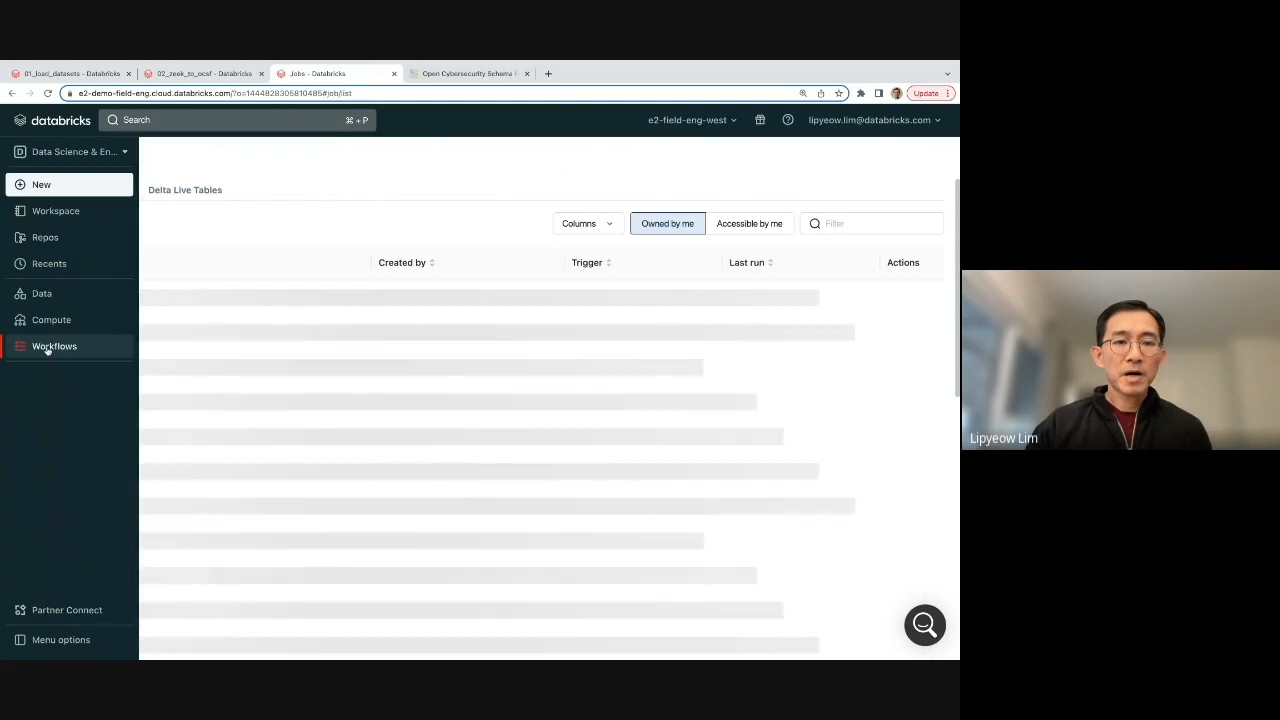 01_load_datasets - Databricks
02_zeek_to_ocsf - Databricks
Jobs - Databricks
Open Cybersecurity Schema F
e2-demo-field-eng.cloud.databricks.com/?o=1444828305810485#job/list
Update
databricks
Search
⌘ + P
e2-field-eng-west
lipyeow.lim@databricks.com
D Data Science & En...
New
Workspace
Repos
Recents
Data
Compute
Workflows
Partner Connect
Menu options
Delta Live Tables
Columns
Owned by me
Accessible by me
Filter
Created by
Trigger
Last run
Actions
Lipyeow Lim